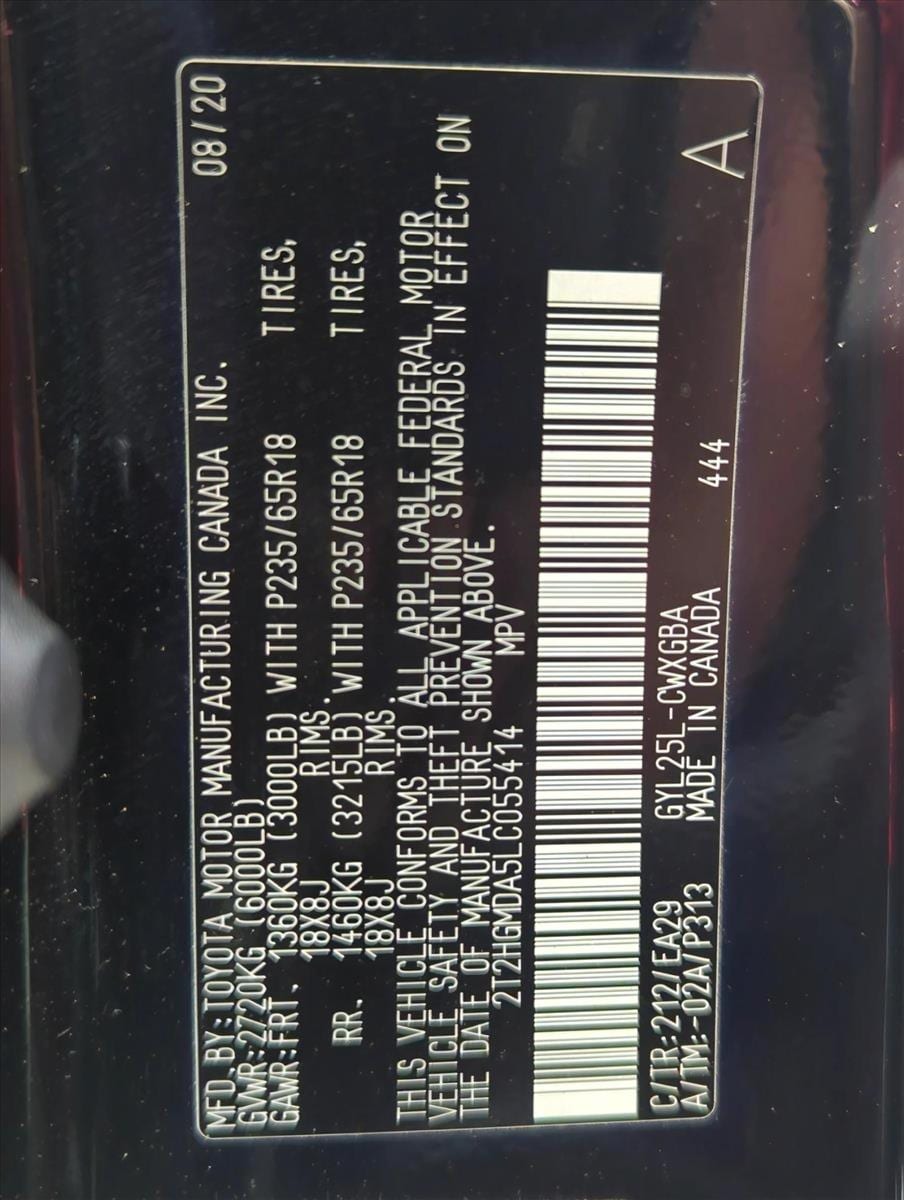 MFD.BY:TOYOTA MOTOR MANUFACTURING CANADA INC. 08/20
GVWR:2720KG (6000LB)
GAWR:FRT. 1360KG (3000LB) WITH P235/65R18 TIRES,
18X8J RIMS.
RR. 1460KG (3215LB) WITH P235/65R18 TIRES,
18X8J RIMS.
THIS VEHICLE CONFORMS TO ALL APPLICABLE FEDERAL MOTOR
VEHICLE SAFETY AND THEFT PREVENTION STANDARDS IN EFFECT ON
THE DATE OF MANUFACTURE SHOWN ABOVE.
2T2HGMDA5LC055414 MPV
C/TR:212/EA29 GYL25L-CWXGBA
A/TM:-02A/P313 MADE IN CANADA 444 A